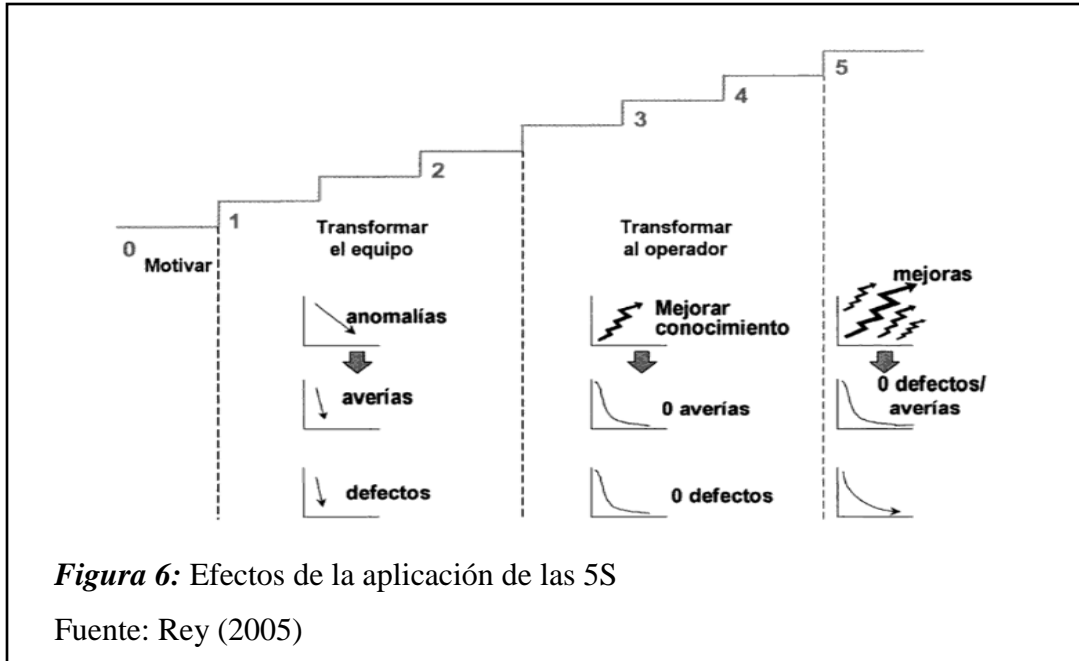 5
4
3
2
1
0
Motivar
Transformar
el equipo
Transformar
al operador
mejoras
anomalías
Mejorar
conocimiento
averías
0 averías
0 defectos/
averías
defectos
0 defectos
Figura 6: Efectos de la aplicación de las 5S
Fuente: Rey (2005)